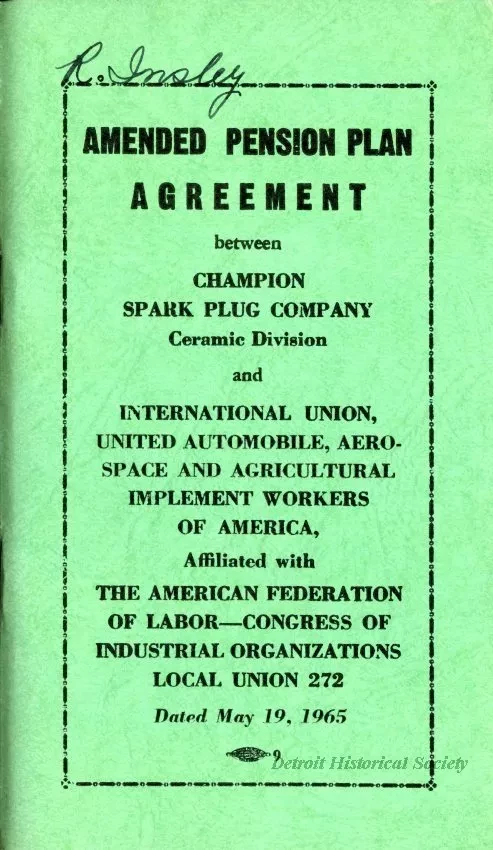 R. Insley
AMENDED PENSION PLAN
AGREEMENT
between
CHAMPION
SPARK PLUG COMPANY
Ceramic Division
and
INTERNATIONAL UNION,
UNITED AUTOMOBILE, AERO-
SPACE AND AGRICULTURAL
IMPLEMENT WORKERS
OF AMERICA,
Affiliated with
THE AMERICAN FEDERATION
OF LABOR—CONGRESS OF
INDUSTRIAL ORGANIZATIONS
LOCAL UNION 272
Dated May 19, 1965
9
Detroit Historical Society